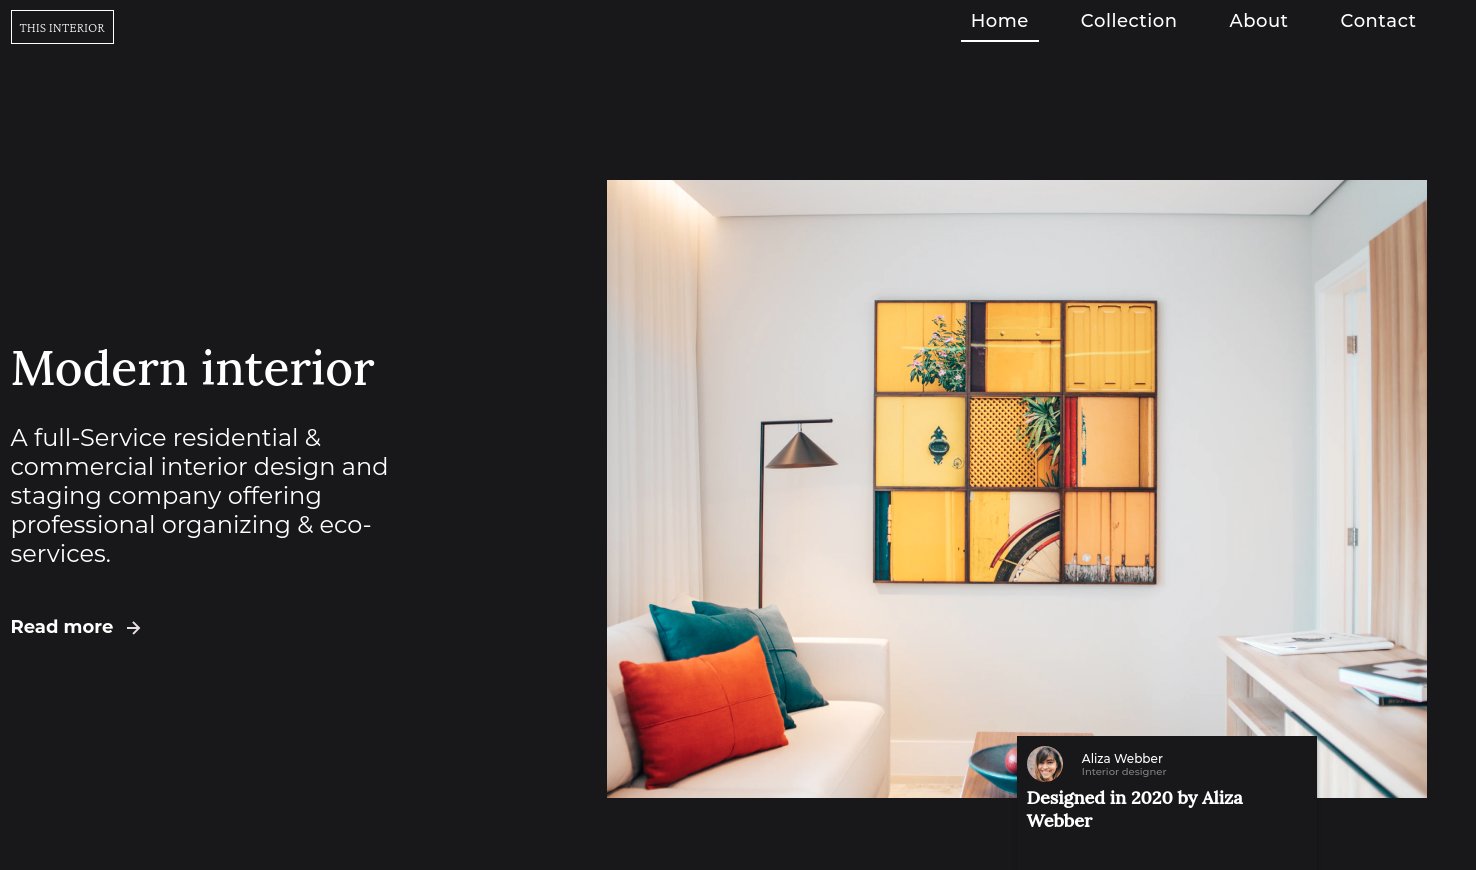 THIS INTERIOR
Home
Collection
About
Contact
Modern interior
A full-Service residential &
commercial interior design and
staging company offering
professional organizing & eco-
services.
Read more
Aliza Webber
Interior designer
Designed in 2020 by Aliza
Webber